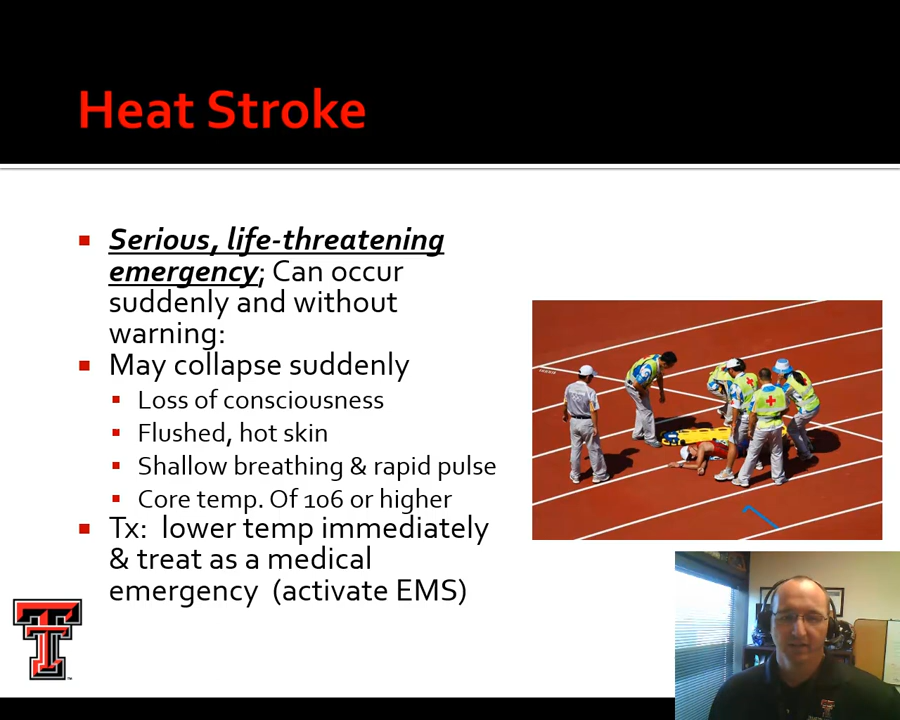 Heat Stroke
Serious, life-threatening
emergency; Can occur
suddenly and without
warning:
May collapse suddenly
Loss of consciousness
Flushed, hot skin
Shallow breathing & rapid pulse
Core temp. Of 106 or higher
Tx:  lower temp immediately
& treat as a medical
emergency  (activate EMS)